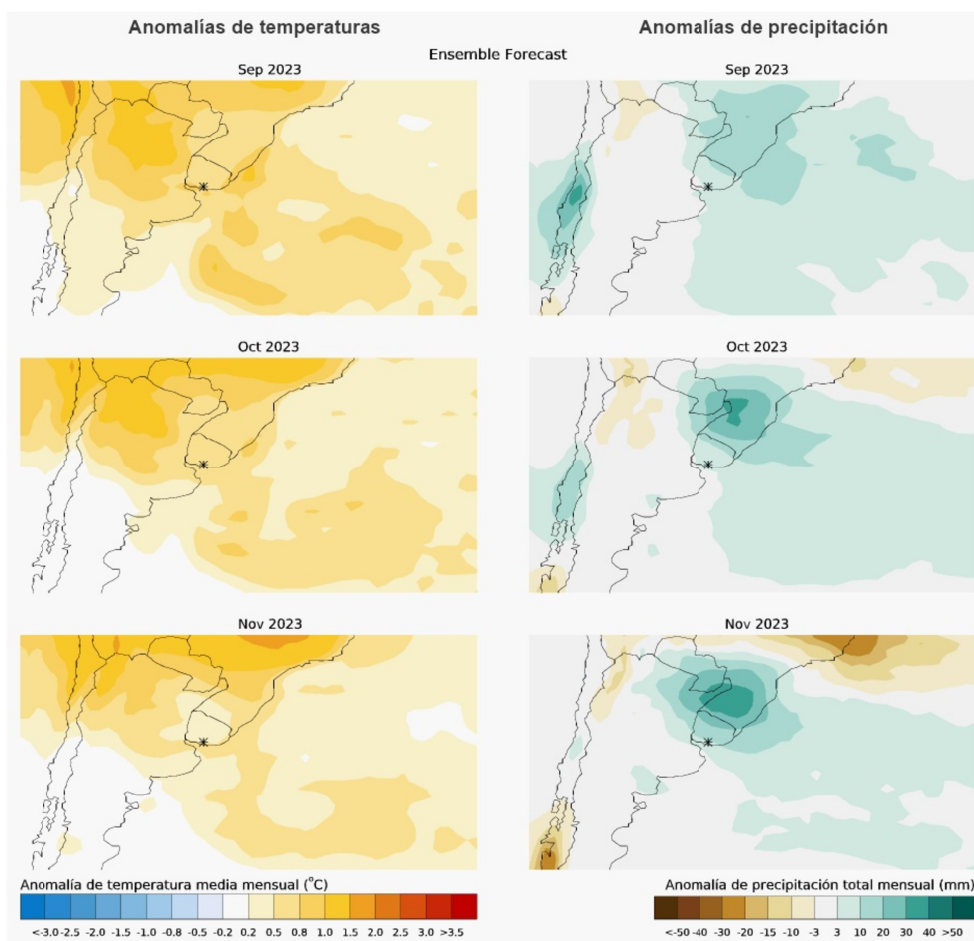 Anomalías de temperaturas
Anomalías de precipitación
Ensemble Forecast
Sep 2023
Sep 2023
Oct 2023
Oct 2023
Nov 2023
Nov 2023
Anomalía de temperatura media mensual (°C)
<-3.0 -2.5 -2.0 -1.5 -1.0 -0.8 -0.5 -0.2 0.2 0.5 0.8 1.0 1.5 2.0 2.5 3.0 >3.5
Anomalía de precipitación total mensual (mm)
<-50 -40 -30 -20 -15 -10 -3 3 10 20 30 40 >50